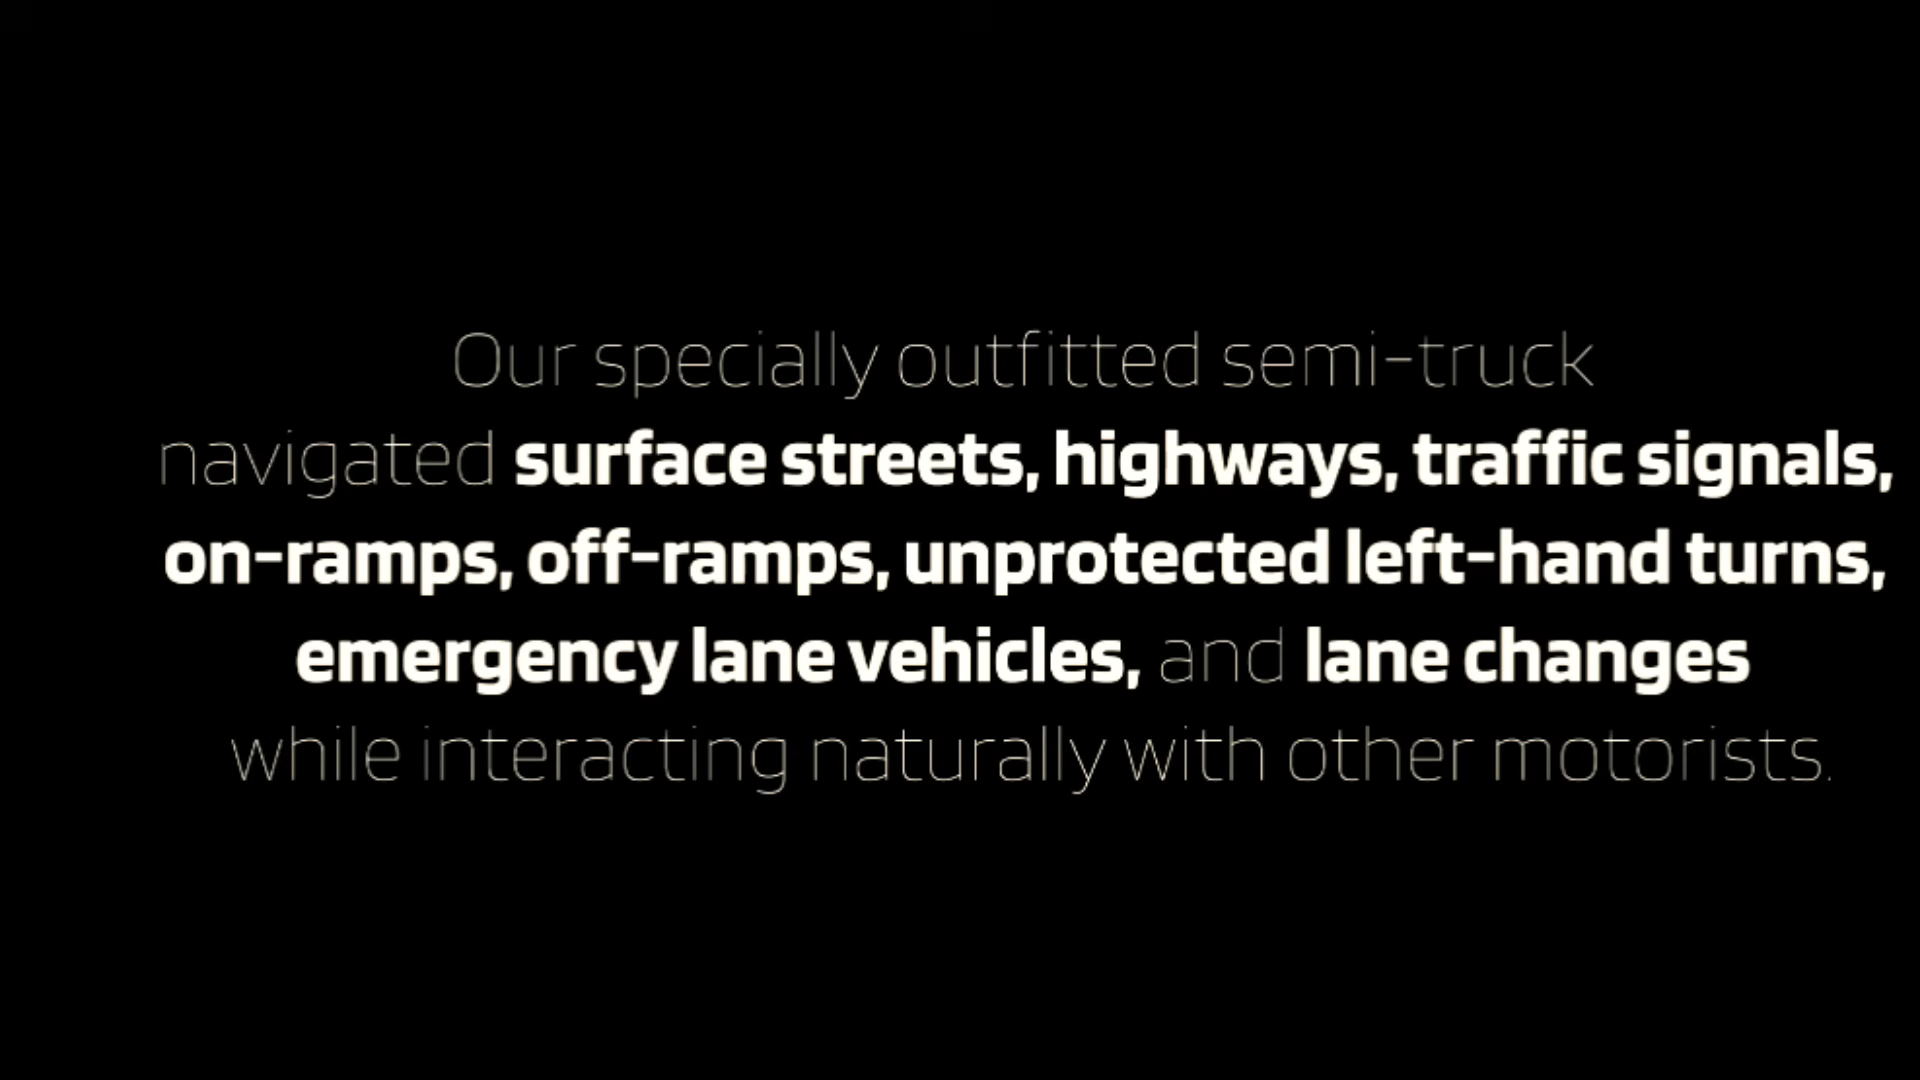 Our specially outfitted semi-truck
navigated surface streets, highways, traffic signals,
on-ramps, off-ramps, unprotected left-hand turns,
emergency lane vehicles, and lane changes
while interacting naturally with other motorists.